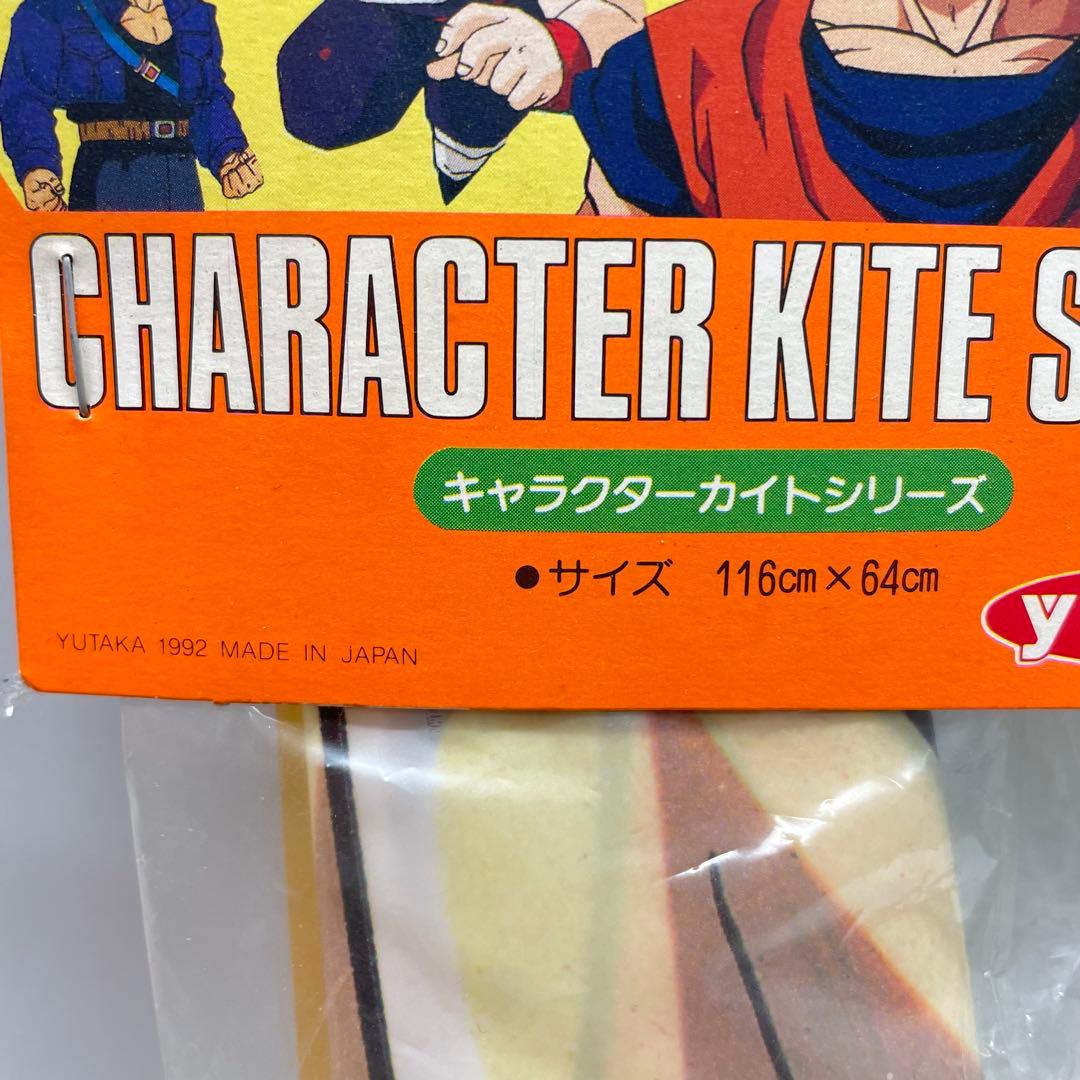 CHARACTER KITE S
キャラクターカイトシリーズ
●サイズ 116cm×64cm
y
YUTAKA 1992 MADE IN JAPAN